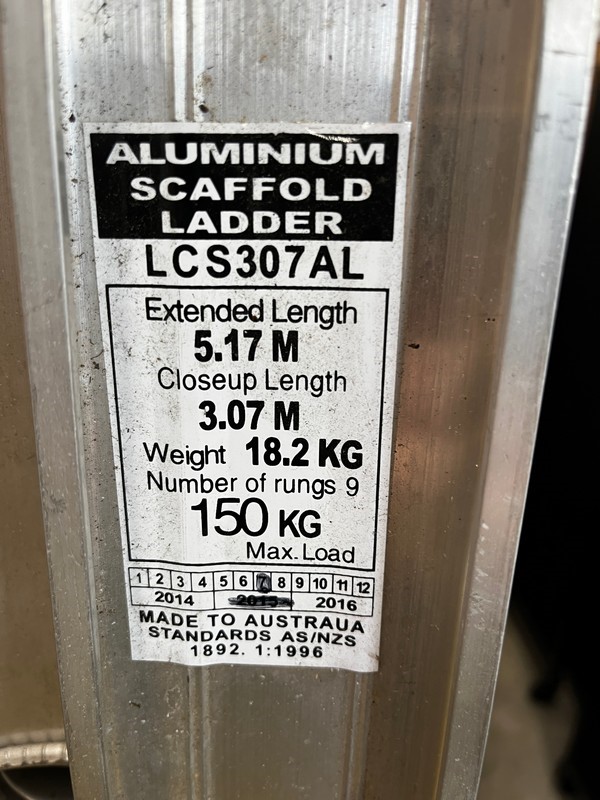 ALUMINIUM
SCAFFOLD
LADDER
LCS307AL
Extended Length
5.17 M
Closeup Length
3.07 M
Weight 18.2 KG
Number of rungs 9
150 KG
Max. Load
1 2 3 4 5 6 7 8 9 10 11 12
2014 2015 2016
MADE TO AUSTRAUA
STANDARDS AS/NZS
1892. 1:1996